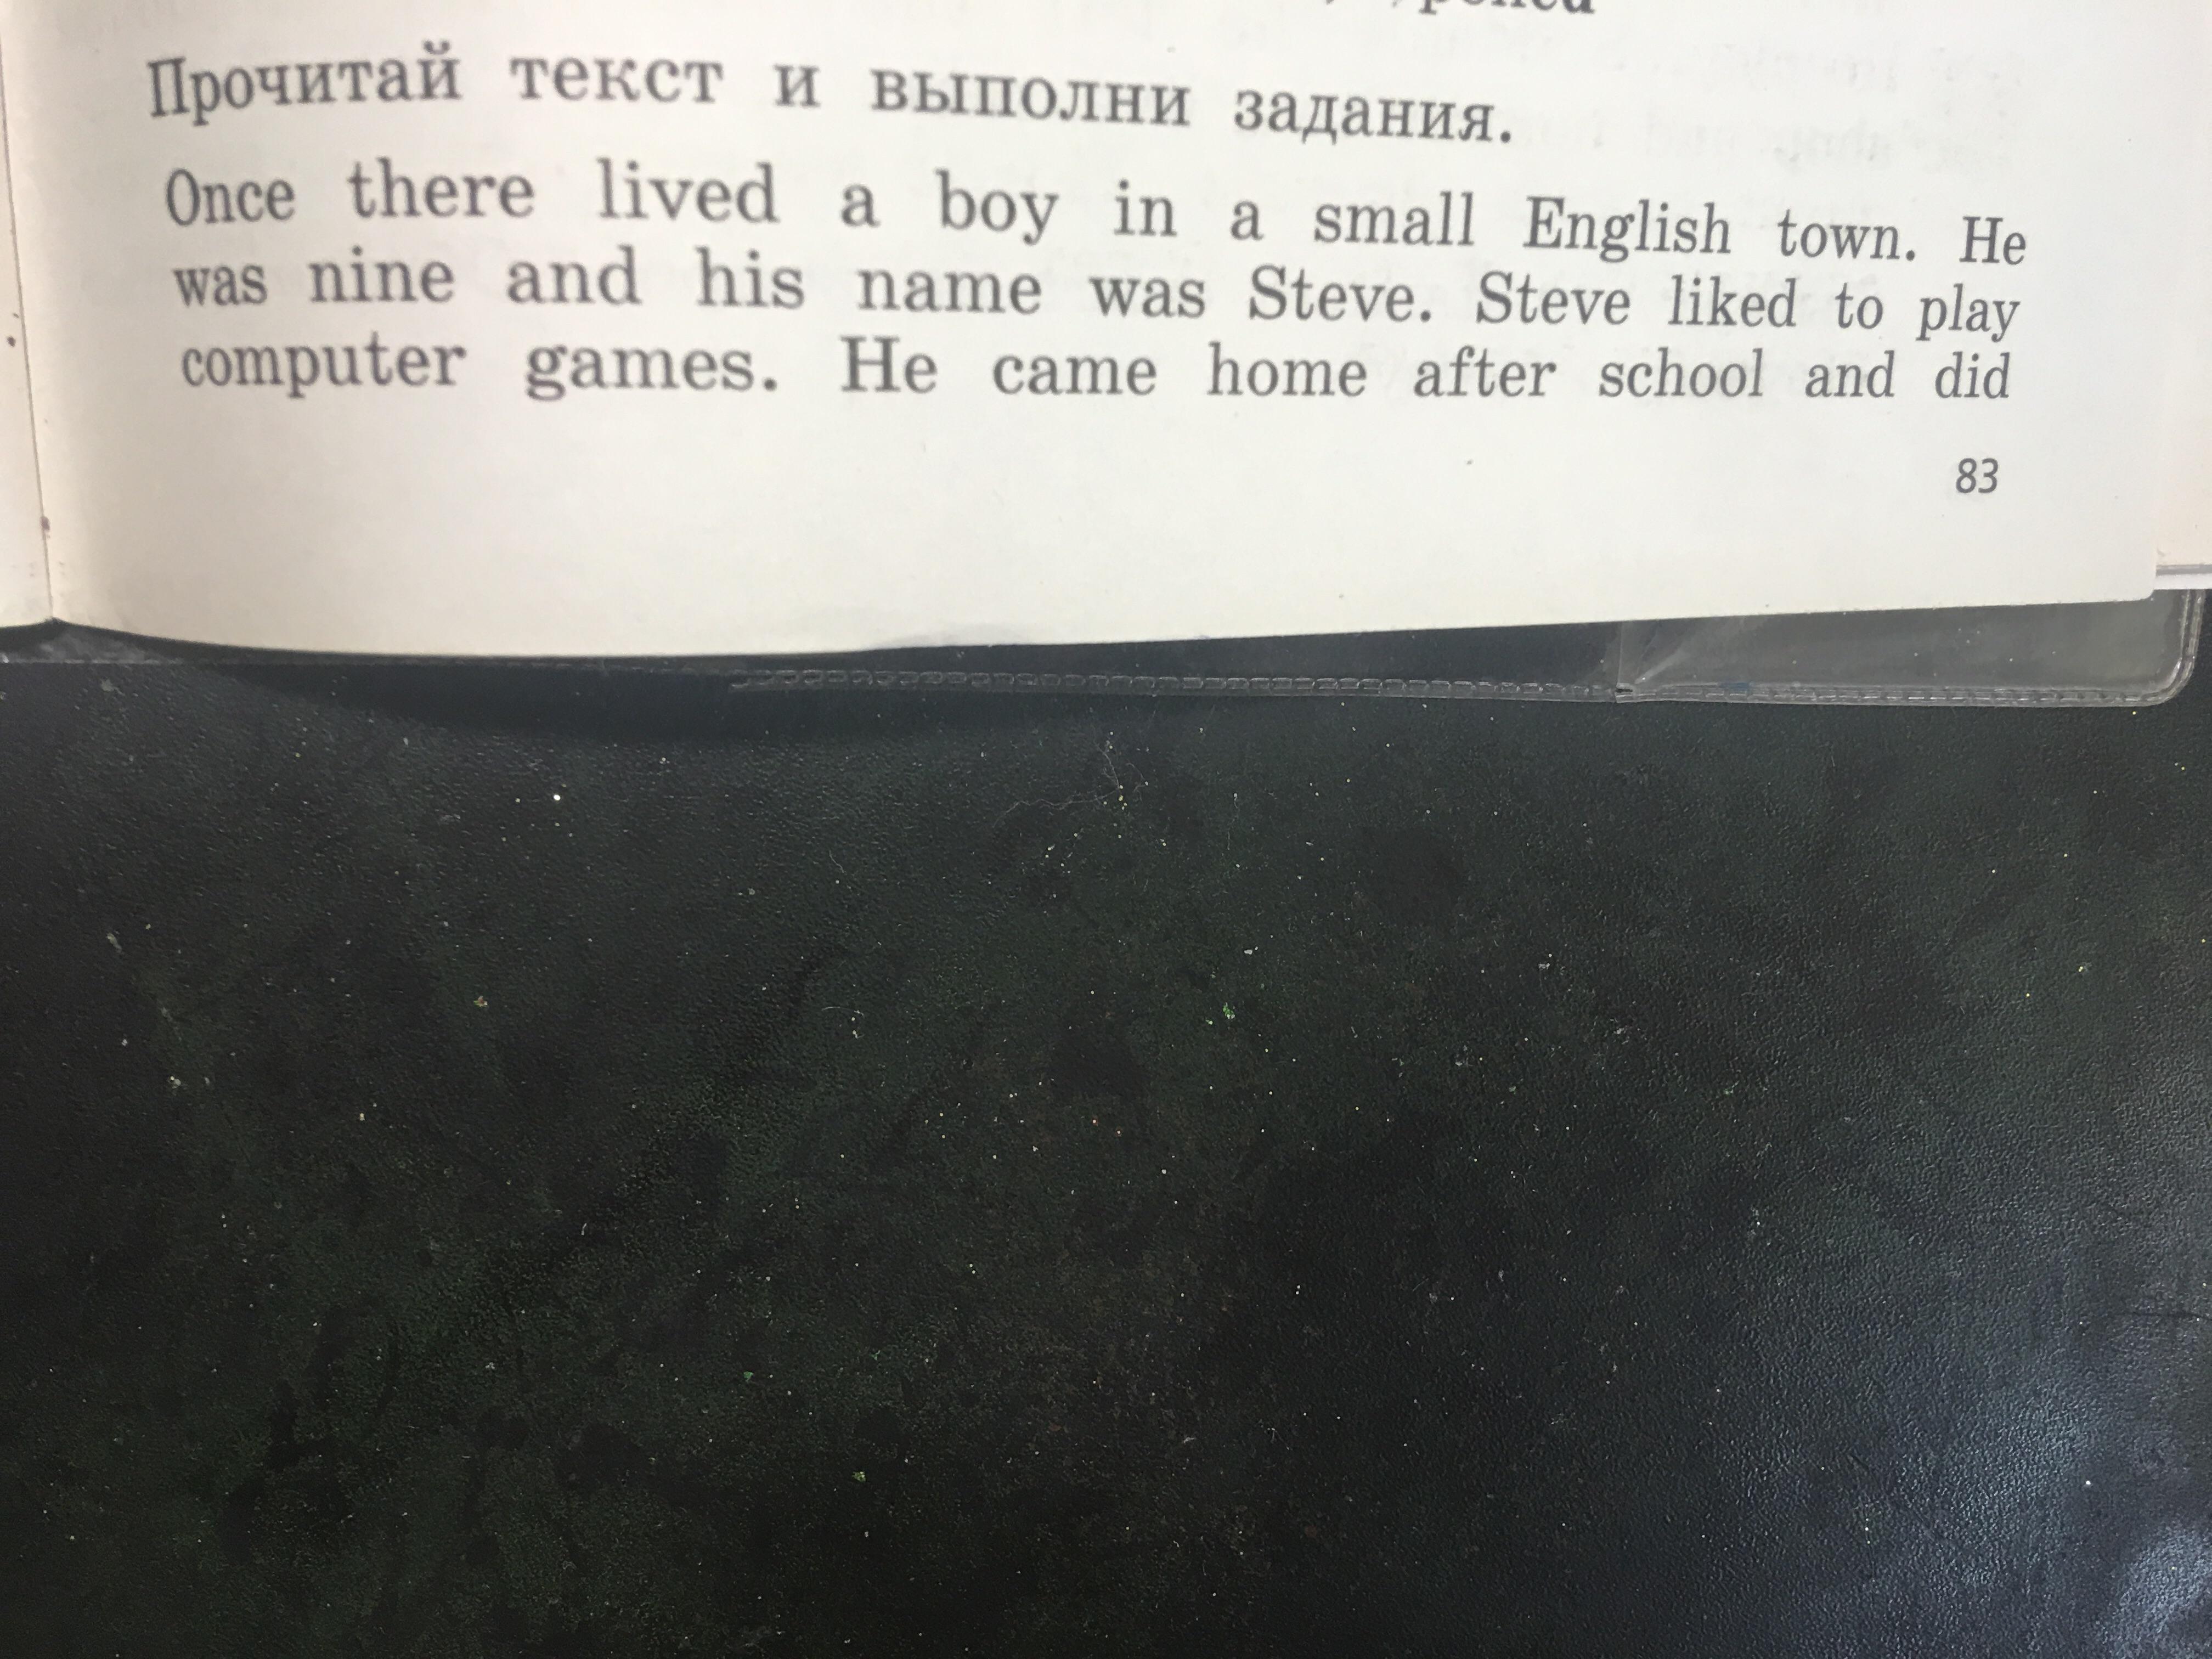 Прочитай текст и выполни задания.
Once there lived a boy in a small English town. He
was nine and his name was Steve. Steve liked to play
computer games. He came home after school and did
83